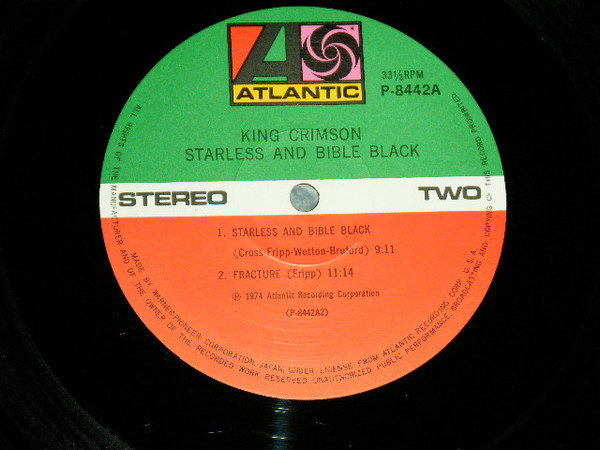 ATLANTIC
33⅓RPM
P-8442A
KING CRIMSON
STARLESS AND BIBLE BLACK
STEREO
TWO
1. STARLESS AND BIBLE BLACK
(Cross-Fripp-Wetton-Bruford) 9:11
2. FRACTURE (Fripp) 11:14
Ⓟ 1974 Atlantic Recording Corporation
(P-8442A2)
ALL RIGHTS OF THE MANUFACTURER AND OF THE OWNER OF THE RECORDED WORK RESERVED UNAUTHORIZED PUBLIC PERFORMANCE, BROADCASTING AND COPYING OF THIS RECORD PROHIBITED
MADE BY WARNER-PIONEER CORPORATION, JAPAN, UNDER LICENSE FROM ATLANTIC RECORDING CORP. U.S.A.